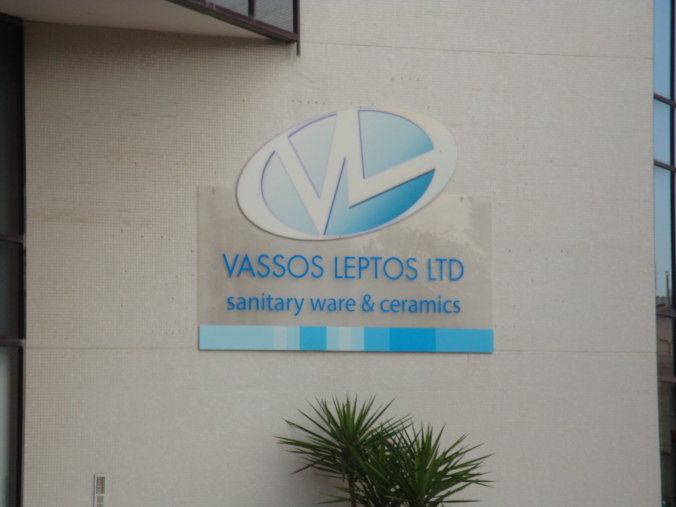 VASSOS LEPTOS LTD
sanitary ware & ceramics